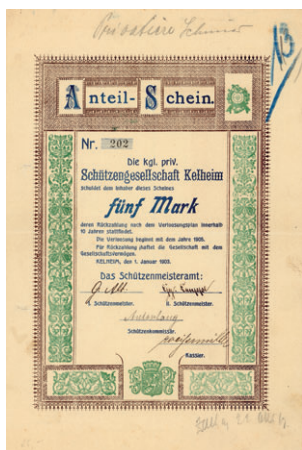 Anteil-Schein.
Nr. 202
Die Kgl. priv.
Schützengesellschaft Kelheim
schuldet dem Inhaber dieses Scheines
fünf Mark
deren Rückzahlung nach dem Verlosungsplan innerhalb
10 Jahren stattfindet.
Die Verlosung beginnt mit dem Jahre 1905.
Für Rückzahlung haftet die Gesellschaft mit dem
Gesellschaftsvermögen.
KELHEIM, den 1. Januar 1903.
Das Schützenmeisteramt:
I. Schützenmeister. II. Schützenmeister.
Schützenkommissär.
Kassier.